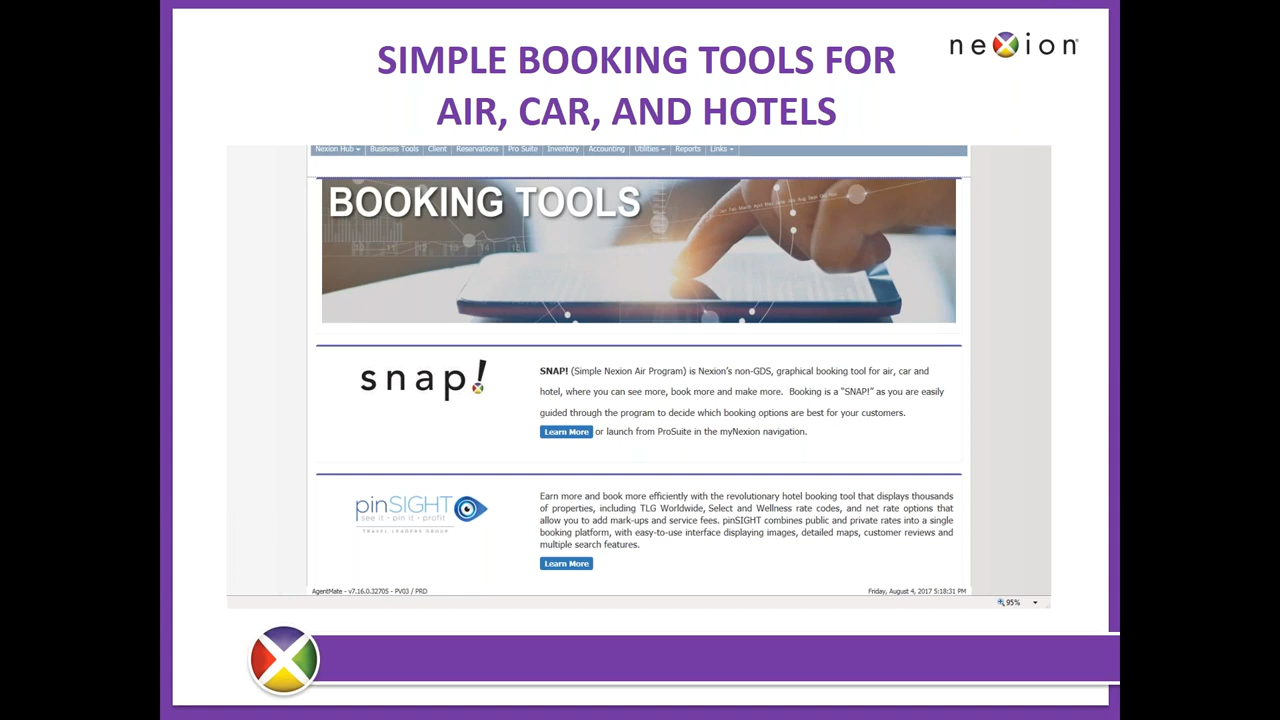 SIMPLE BOOKING TOOLS FOR
AIR, CAR, AND HOTELS
nexion
Nexion Hub Business Tools Client Reservations Pro Suite Inventory Accounting Utilities Reports Links
BOOKING TOOLS
snap!
SNAP! (Simple Nexion Air Program) is Nexion's non-GDS, graphical booking tool for air, car and
hotel, where you can see more, book more and make more. Booking is a “SNAP!” as you are easily
guided through the program to decide which booking options are best for your customers.
Learn More or launch from ProSuite in the myNexion navigation.
pinSIGHT
see it · pin it · profit
TRAVEL LEADERS GROUP
Earn more and book more efficiently with the revolutionary hotel booking tool that displays thousands
of properties, including TLG Worldwide, Select and Wellness rate codes, and net rate options that
allow you to add mark-ups and service fees. pinSIGHT combines public and private rates into a single
booking platform, with easy-to-use interface displaying images, detailed maps, customer reviews and
multiple search features.
Learn More
AgentMate - v7.16.0.32705 - PV03 / PRD
Friday, August 4, 2017 5:18:31 PM
95%